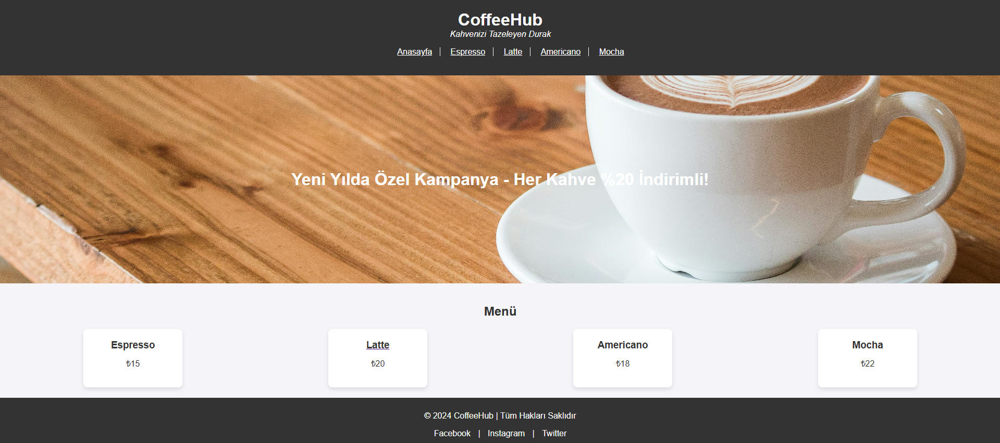 CoffeeHub
Kahvenizi Tazeleyen Durak
Anasayfa | Espresso | Latte | Americano | Mocha
Yeni Yılda Özel Kampanya - Her Kahve %20 İndirimli!
Menü
Espresso
₺15
Latte
₺20
Americano
₺18
Mocha
₺22
© 2024 CoffeeHub | Tüm Hakları Saklıdır
Facebook | Instagram | Twitter